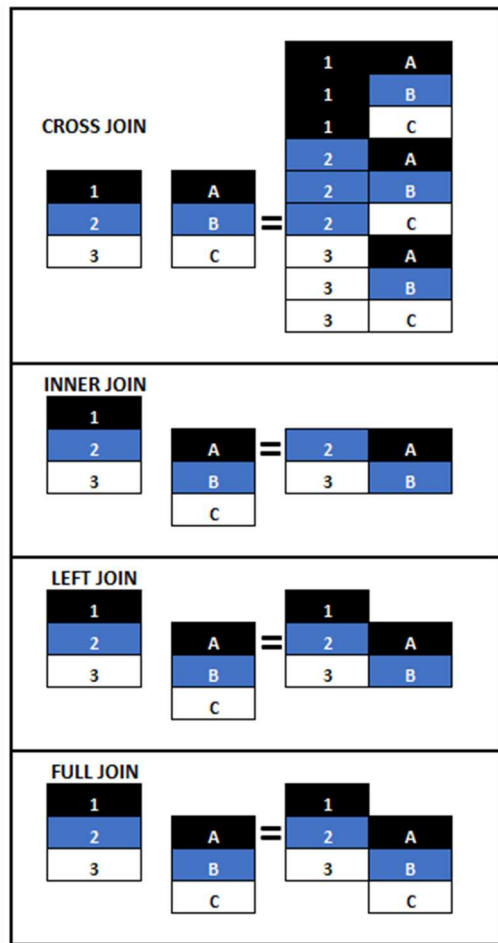 1 A
1 B
CROSS JOIN
1 C
2 A
1 A
2 B = 2 B
3 C
2 C
3 A
3 B
3 C
INNER JOIN
1
2 A = 2 A
3 B 3 B
C
LEFT JOIN
1 1
2 A = 2 A
3 B 3 B
C
FULL JOIN
1 1
2 A = 2 A
3 B 3 B
C C